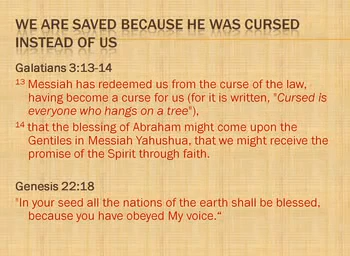 WE ARE SAVED BECAUSE HE WAS CURSED
INSTEAD OF US
Galatians 3:13-14
13 Messiah has redeemed us from the curse of the law,
having become a curse for us (for it is written, "Cursed is
everyone who hangs on a tree"),
14 that the blessing of Abraham might come upon the
Gentiles in Messiah Yahushua, that we might receive the
promise of the Spirit through faith.
Genesis 22:18
"In your seed all the nations of the earth shall be blessed,
because you have obeyed My voice.“